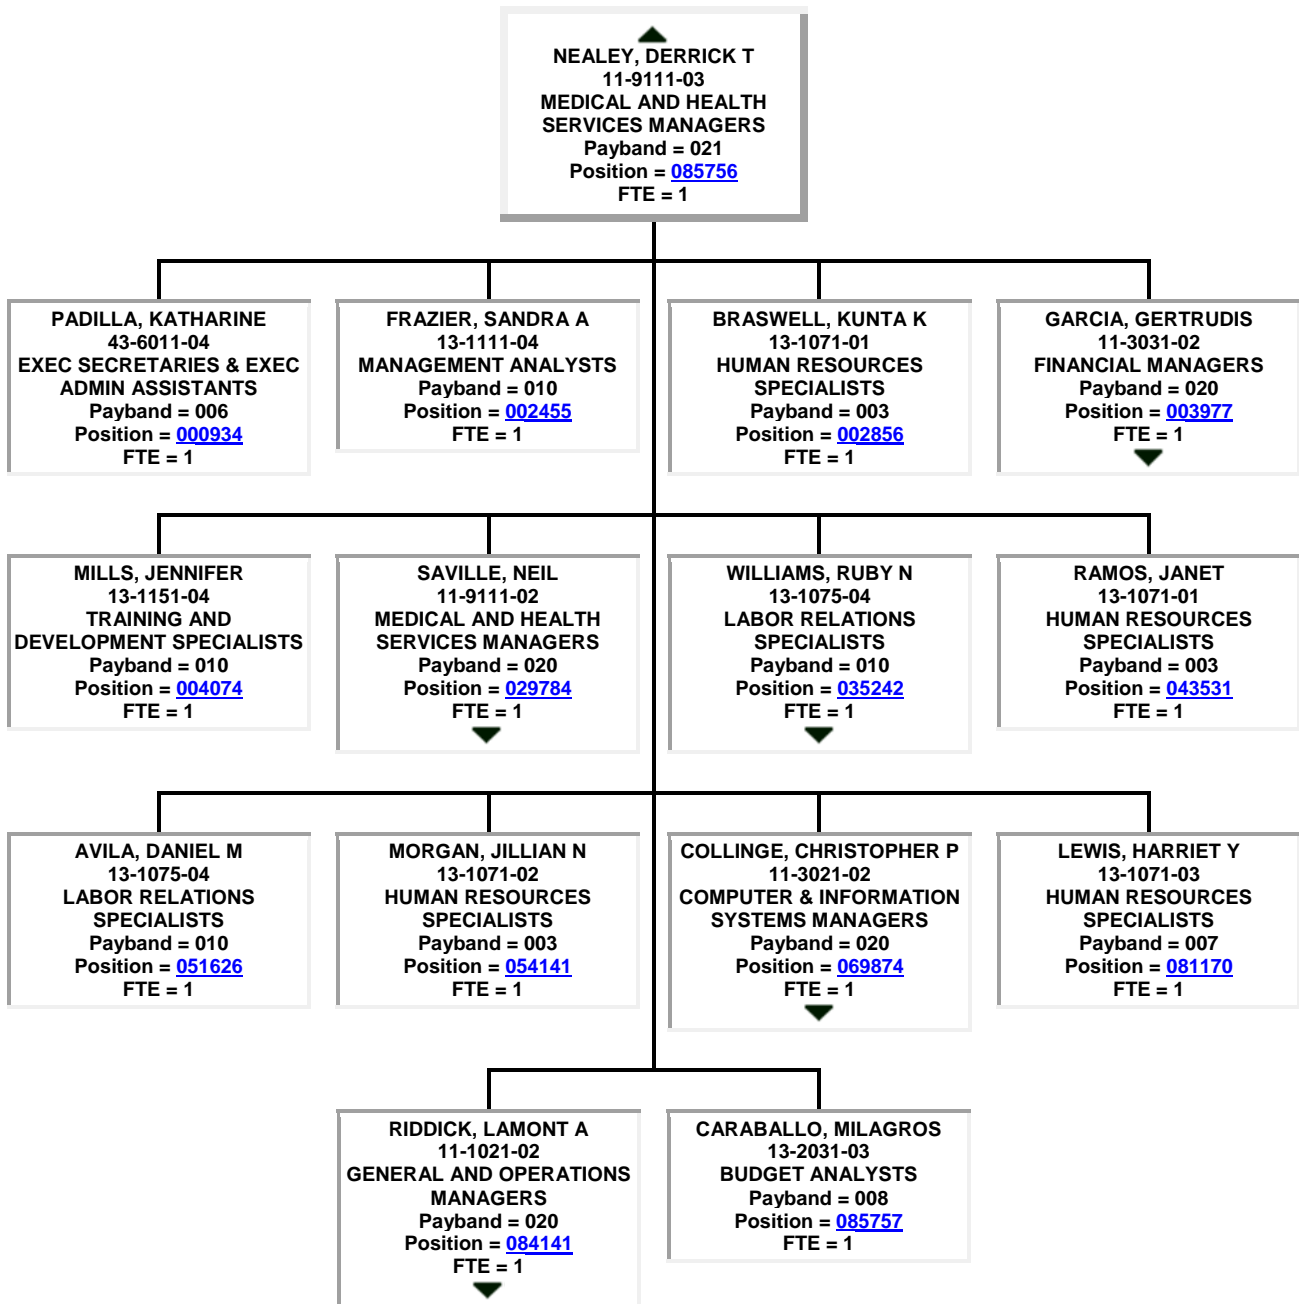 NEALEY, DERRICK T
11-9111-03
MEDICAL AND HEALTH
SERVICES MANAGERS
Payband = 021
Position = 085756
FTE = 1
PADILLA, KATHARINE
43-6011-04
EXEC SECRETARIES & EXEC
ADMIN ASSISTANTS
Payband = 006
Position = 000934
FTE = 1
FRAZIER, SANDRA A
13-1111-04
MANAGEMENT ANALYSTS
Payband = 010
Position = 002455
FTE = 1
BRASWELL, KUNTA K
13-1071-01
HUMAN RESOURCES
SPECIALISTS
Payband = 003
Position = 002856
FTE = 1
GARCIA, GERTRUDIS
11-3031-02
FINANCIAL MANAGERS
Payband = 020
Position = 003977
FTE = 1
MILLS, JENNIFER
13-1151-04
TRAINING AND
DEVELOPMENT SPECIALISTS
Payband = 010
Position = 004074
FTE = 1
SAVILLE, NEIL
11-9111-02
MEDICAL AND HEALTH
SERVICES MANAGERS
Payband = 020
Position = 029784
FTE = 1
WILLIAMS, RUBY N
13-1075-04
LABOR RELATIONS
SPECIALISTS
Payband = 010
Position = 035242
FTE = 1
RAMOS, JANET
13-1071-01
HUMAN RESOURCES
SPECIALISTS
Payband = 003
Position = 043531
FTE = 1
AVILA, DANIEL M
13-1075-04
LABOR RELATIONS
SPECIALISTS
Payband = 010
Position = 051626
FTE = 1
MORGAN, JILLIAN N
13-1071-02
HUMAN RESOURCES
SPECIALISTS
Payband = 003
Position = 054141
FTE = 1
COLLINGE, CHRISTOPHER P
11-3021-02
COMPUTER & INFORMATION
SYSTEMS MANAGERS
Payband = 020
Position = 069874
FTE = 1
LEWIS, HARRIET Y
13-1071-03
HUMAN RESOURCES
SPECIALISTS
Payband = 007
Position = 081170
FTE = 1
RIDDICK, LAMONT A
11-1021-02
GENERAL AND OPERATIONS
MANAGERS
Payband = 020
Position = 084141
FTE = 1
CARABALLO, MILAGROS
13-2031-03
BUDGET ANALYSTS
Payband = 008
Position = 085757
FTE = 1